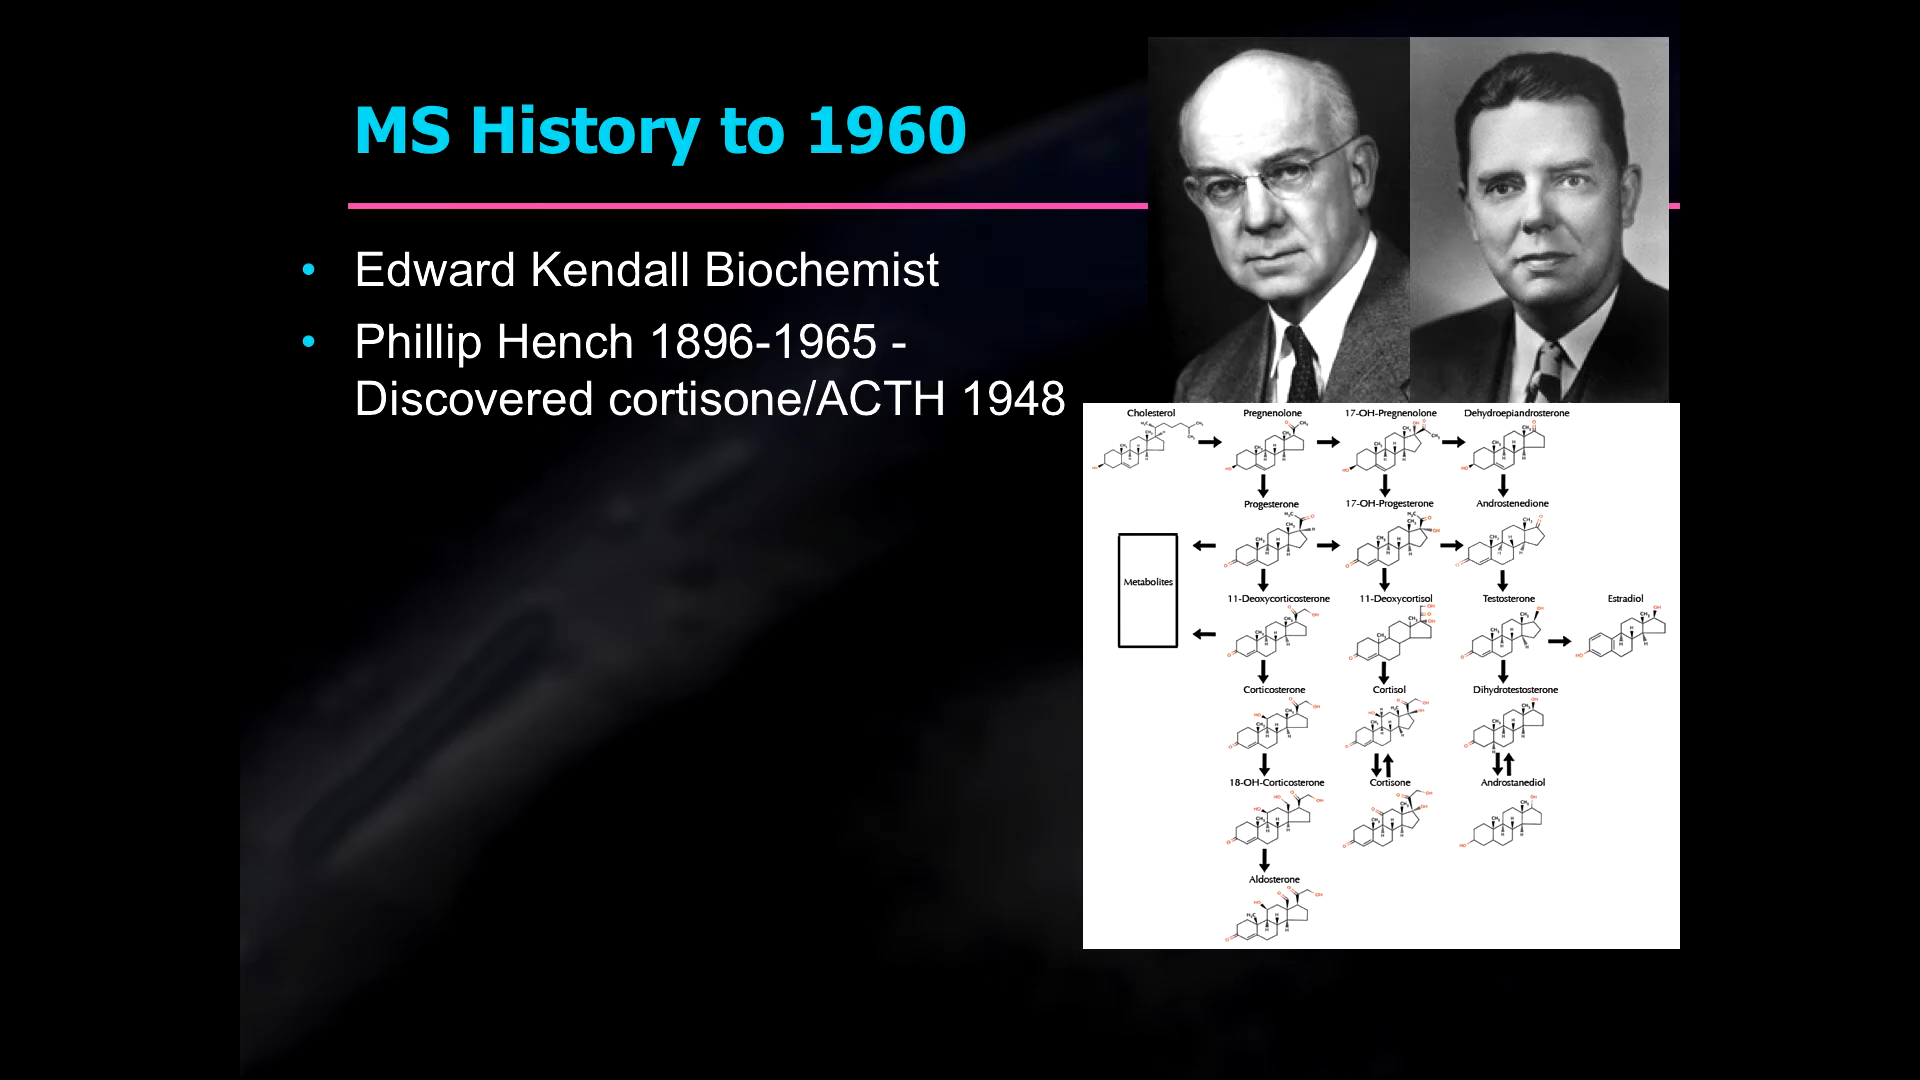 MS History to 1960
• Edward Kendall Biochemist
• Phillip Hench 1896-1965 -
Discovered cortisone/ACTH 1948
Cholesterol Pregnenolone 17-OH-Pregnenolone Dehydroepiandrosterone
Progesterone 17-OH-Progesterone Androstenedione
Metabolites
11-Deoxycorticosterone 11-Deoxycortisol Testosterone Estradiol
Corticosterone Cortisol Dihydrotestosterone
18-OH-Corticosterone Cortisone Androstanediol
Aldosterone